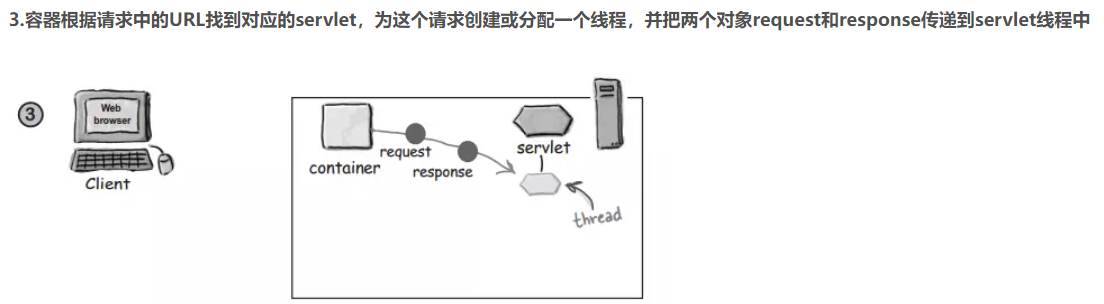 3.容器根据请求中的URL找到对应的servlet，为这个请求创建或分配一个线程，并把两个对象request和response传递到servlet线程中
3
Web
browser
Client
container
request
response
servlet
thread